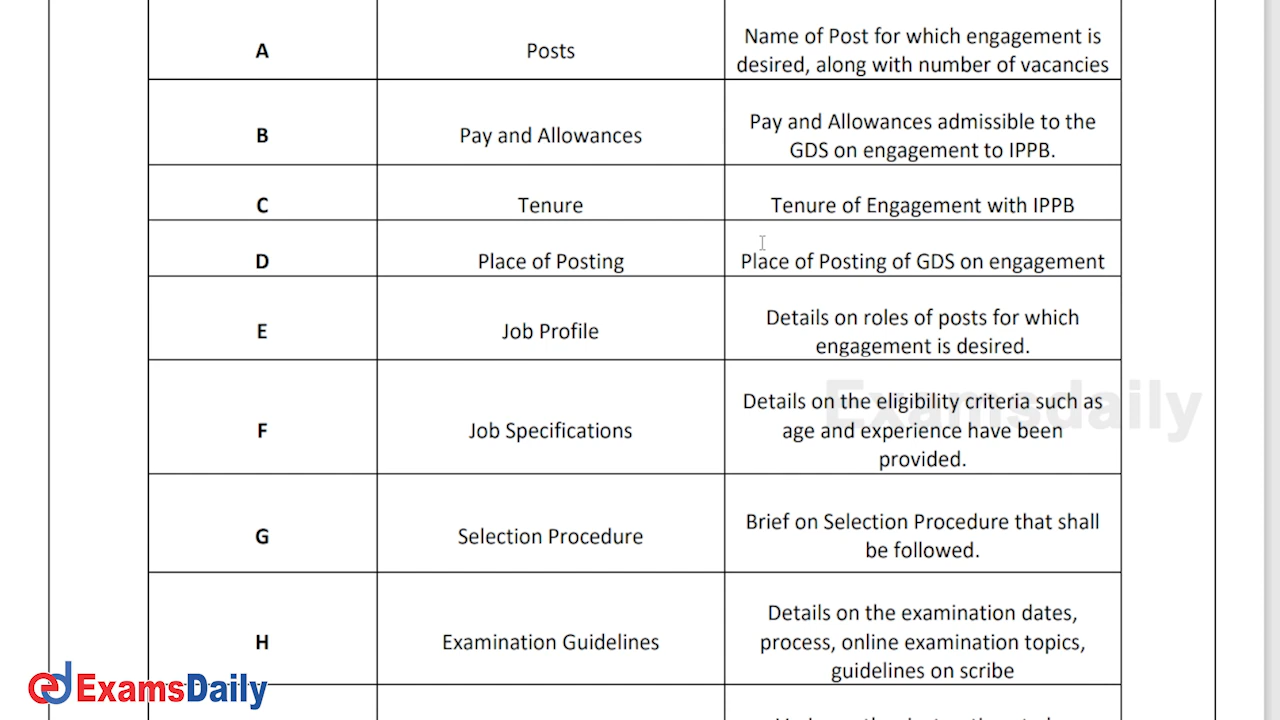 A
Posts
Name of Post for which engagement is
desired, along with number of vacancies
B
Pay and Allowances
Pay and Allowances admissible to the
GDS on engagement to IPPB.
C
Tenure
Tenure of Engagement with IPPB
D
Place of Posting
Place of Posting of GDS on engagement
E
Job Profile
Details on roles of posts for which
engagement is desired.
F
Job Specifications
Details on the eligibility criteria such as
age and experience have been
provided.
Examsdaily
G
Selection Procedure
Brief on Selection Procedure that shall
be followed.
H
Examination Guidelines
Details on the examination dates,
process, online examination topics,
guidelines on scribe
ExamsDaily